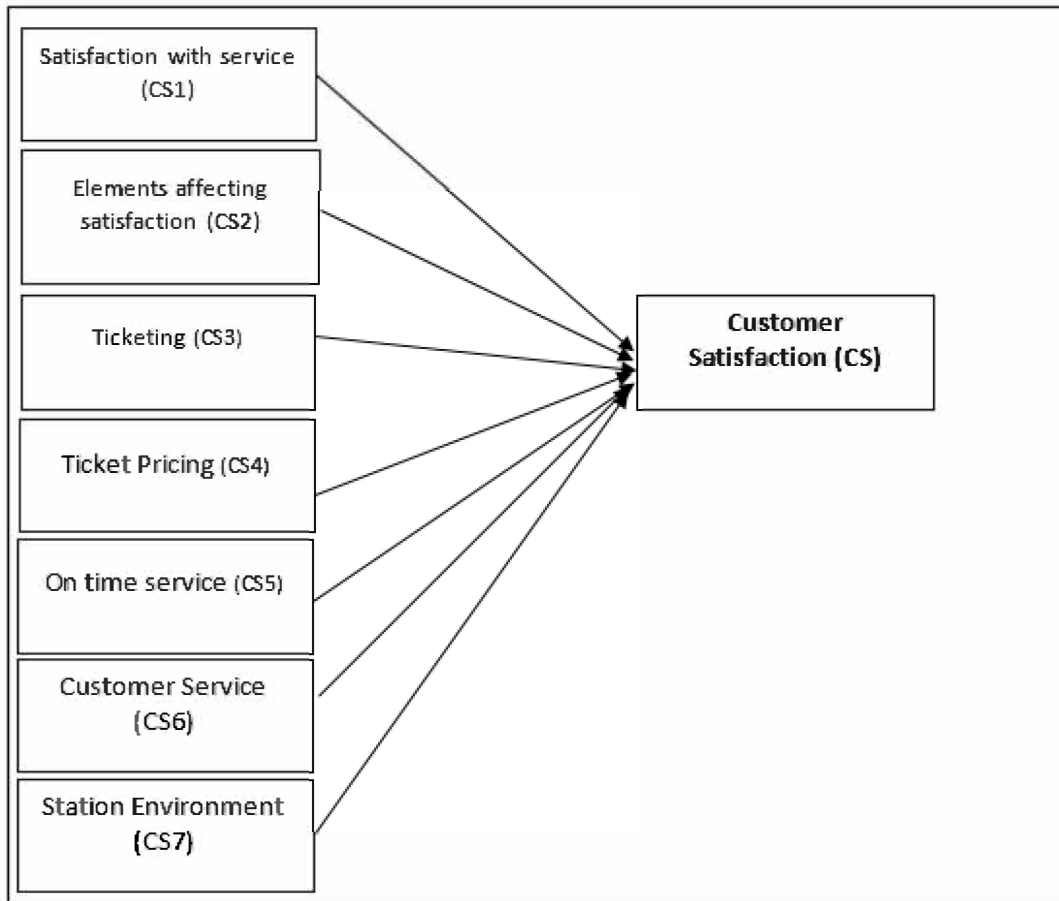 Satisfaction with service
(CS1)
Elements affecting
satisfaction (CS2)
Ticketing (CS3)
Ticket Pricing (CS4)
On time service (CS5)
Customer Service
(CS6)
Station Environment
(CS7)
Customer
Satisfaction (CS)